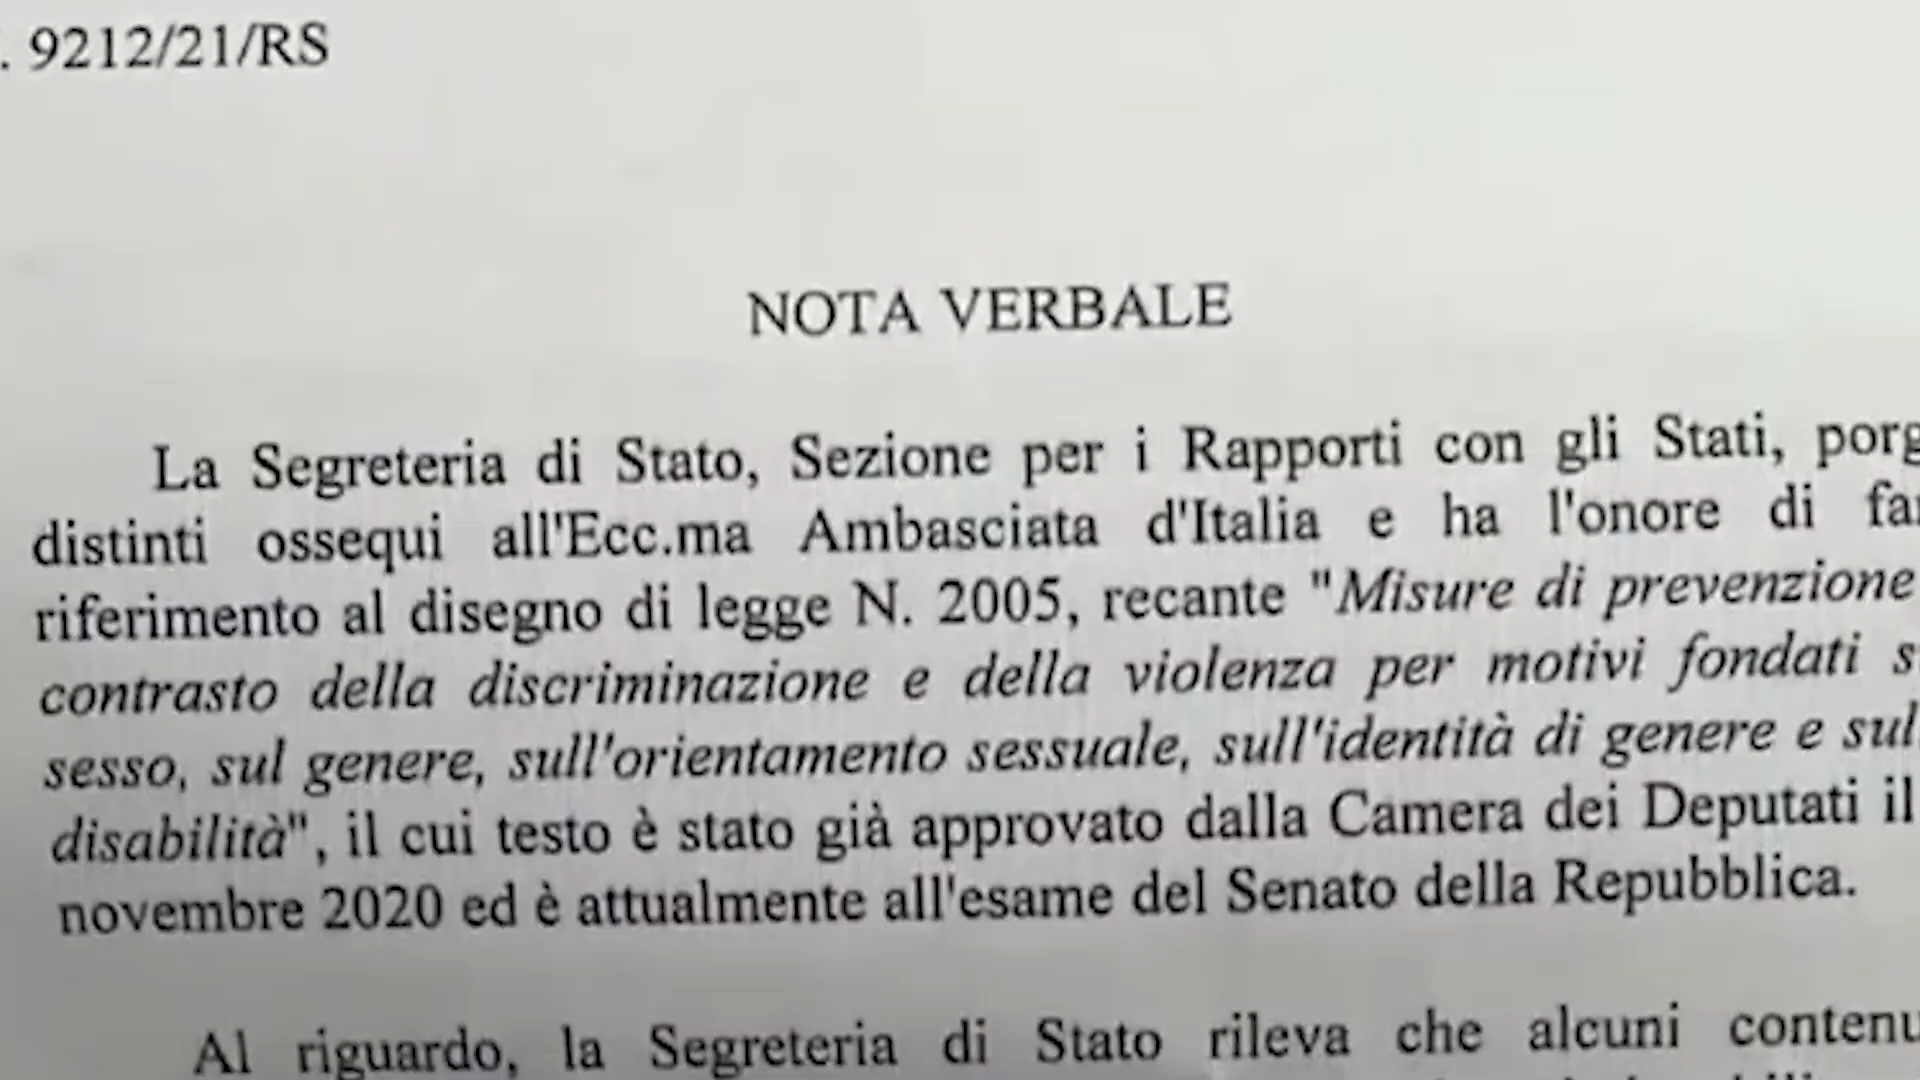 . 9212/21/RS
NOTA VERBALE
La Segreteria di Stato, Sezione per i Rapporti con gli Stati, porg
distinti ossequi all'Ecc.ma Ambasciata d'Italia e ha l'onore di far
riferimento al disegno di legge N. 2005, recante "Misure di prevenzione
contrasto della discriminazione e della violenza per motivi fondati s
sesso, sul genere, sull'orientamento sessuale, sull'identità di genere e sul
disabilità", il cui testo è stato già approvato dalla Camera dei Deputati il
novembre 2020 ed è attualmente all'esame del Senato della Repubblica.
Al riguardo, la Segreteria di Stato rileva che alcuni contenu